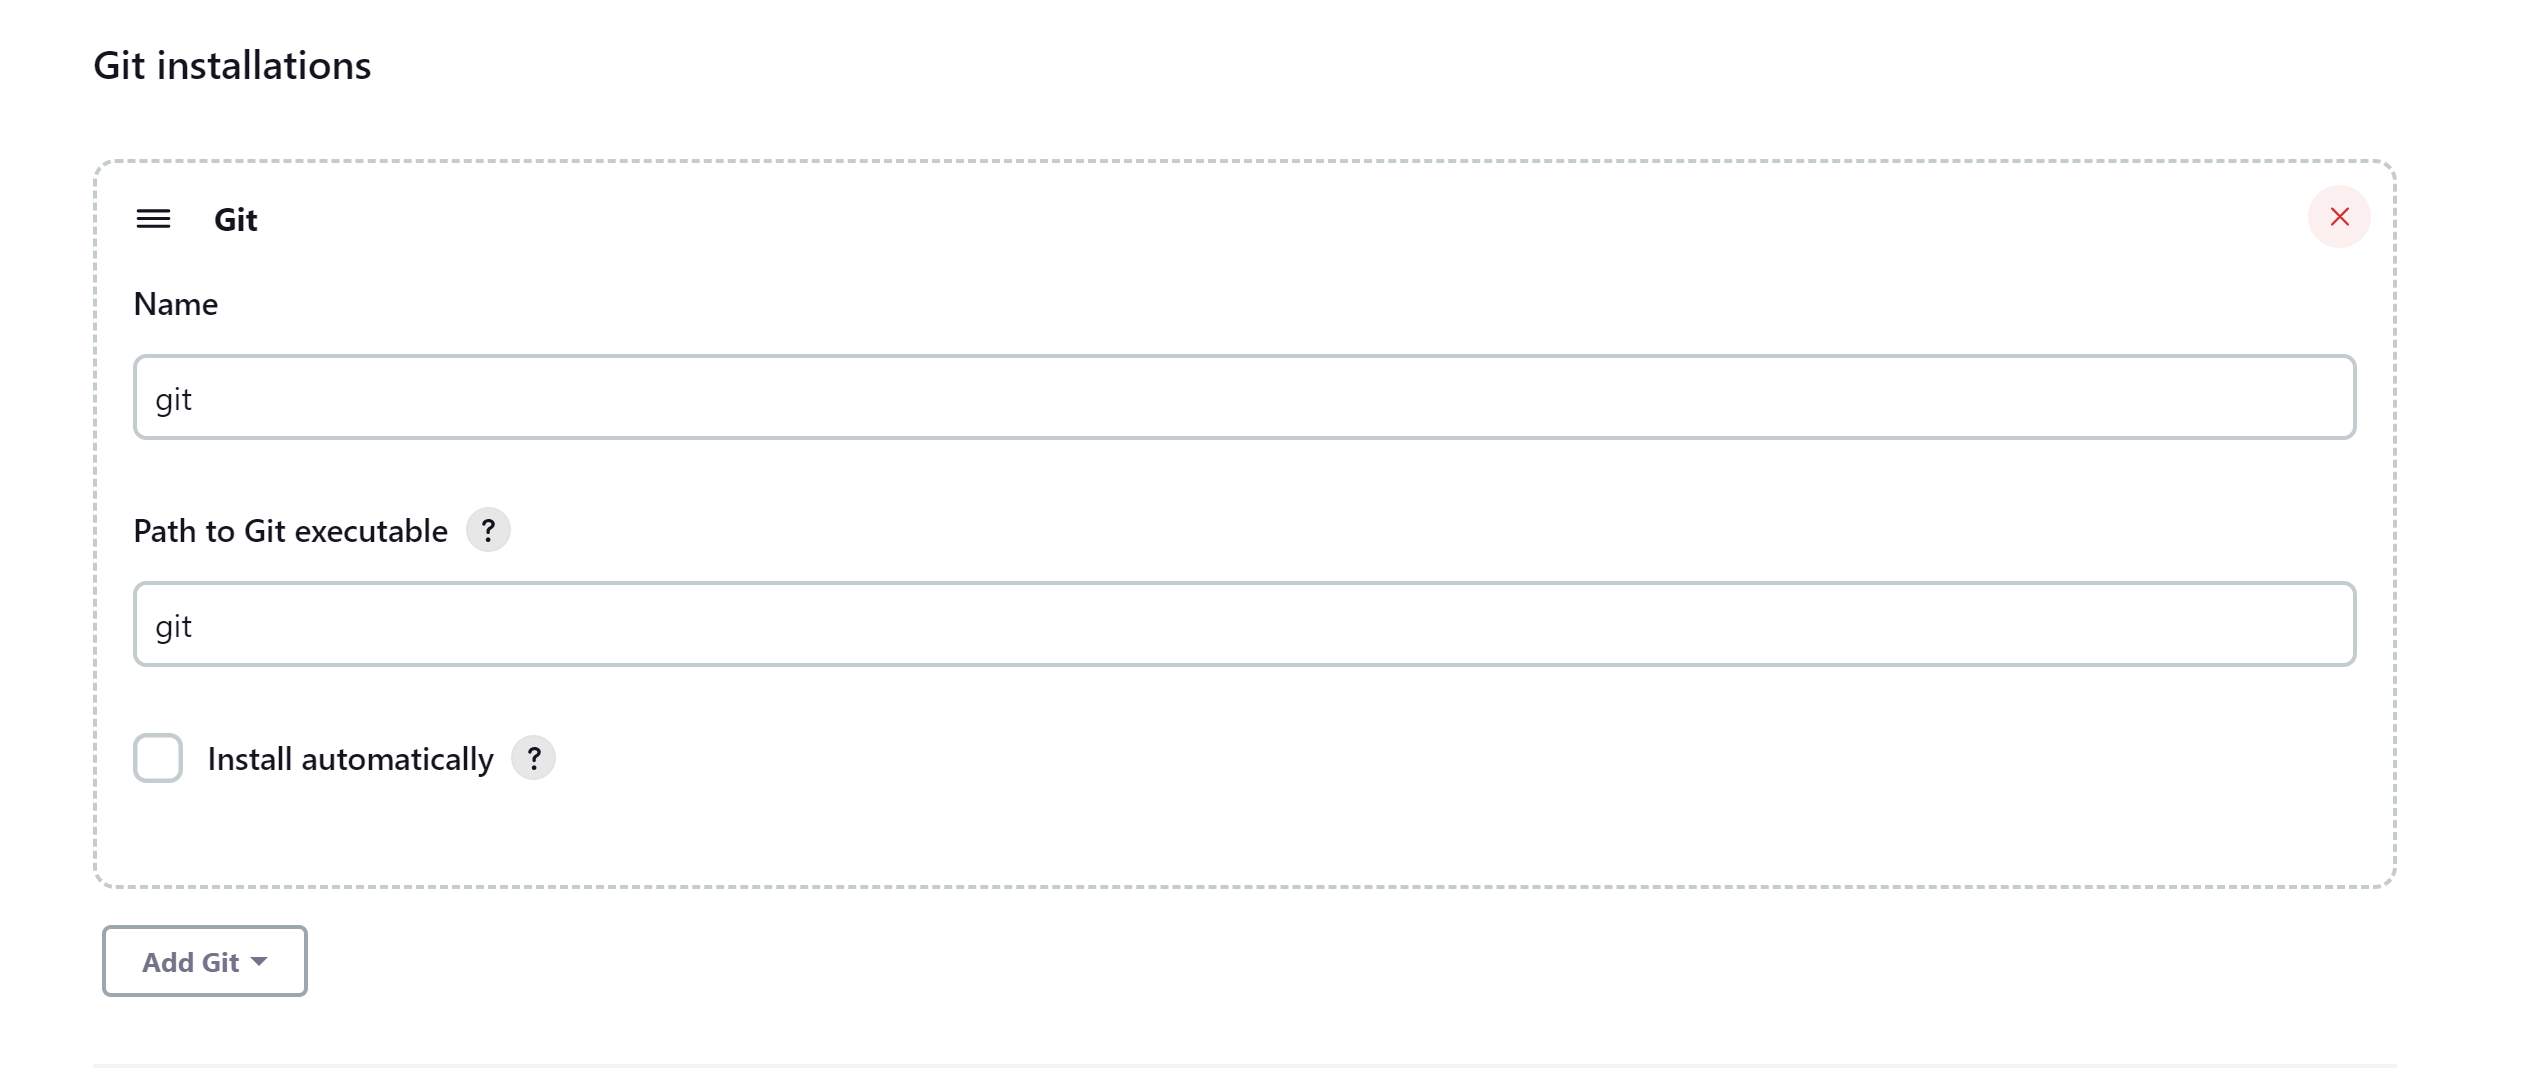 Git installations
Git
Name
git
Path to Git executable ?
git
Install automatically ?
Add Git